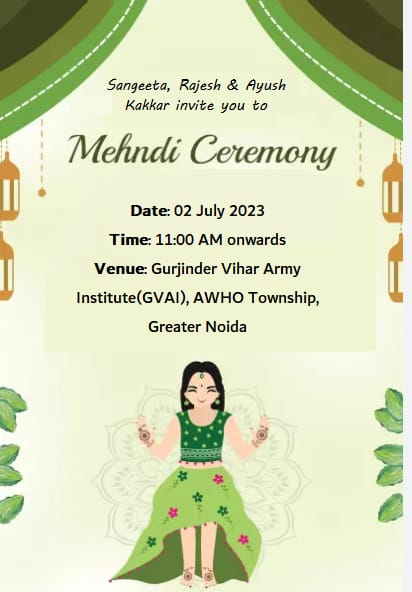 Sangeeta, Rajesh & Ayush
Kakkar invite you to
Mehndi Ceremony
Date: 02 July 2023
Time: 11:00 AM onwards
Venue: Gurjinder Vihar Army
Institute(GVAI), AWHO Township,
Greater Noida